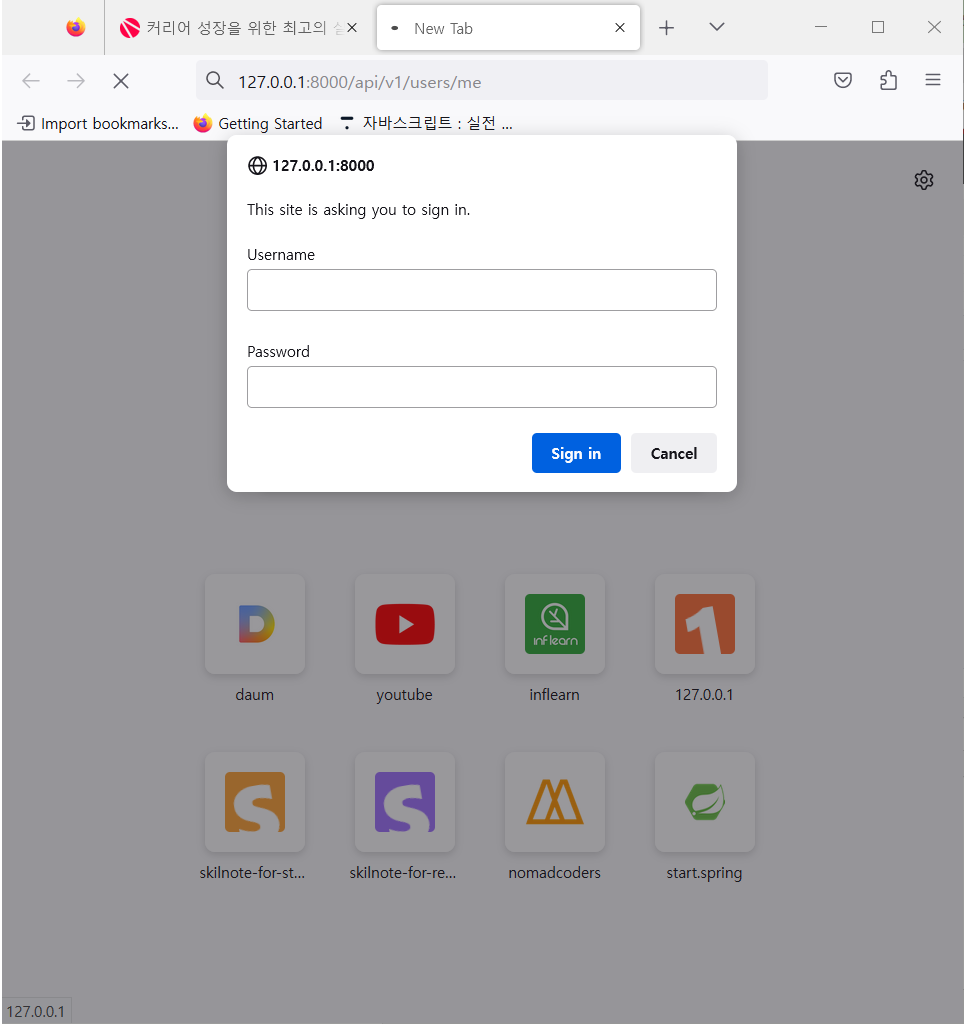 커리어 성장을 위한 최고의 실
New Tab
127.0.0.1:8000/api/v1/users/me
Import bookmarks...
Getting Started
자바스크립트 : 실전 ...
127.0.0.1:8000
This site is asking you to sign in.
Username
Password
Sign in
Cancel
inflearn
daum
youtube
inflearn
127.0.0.1
skilnote-for-st...
skilnote-for-re...
nomadcoders
start.spring
127.0.0.1